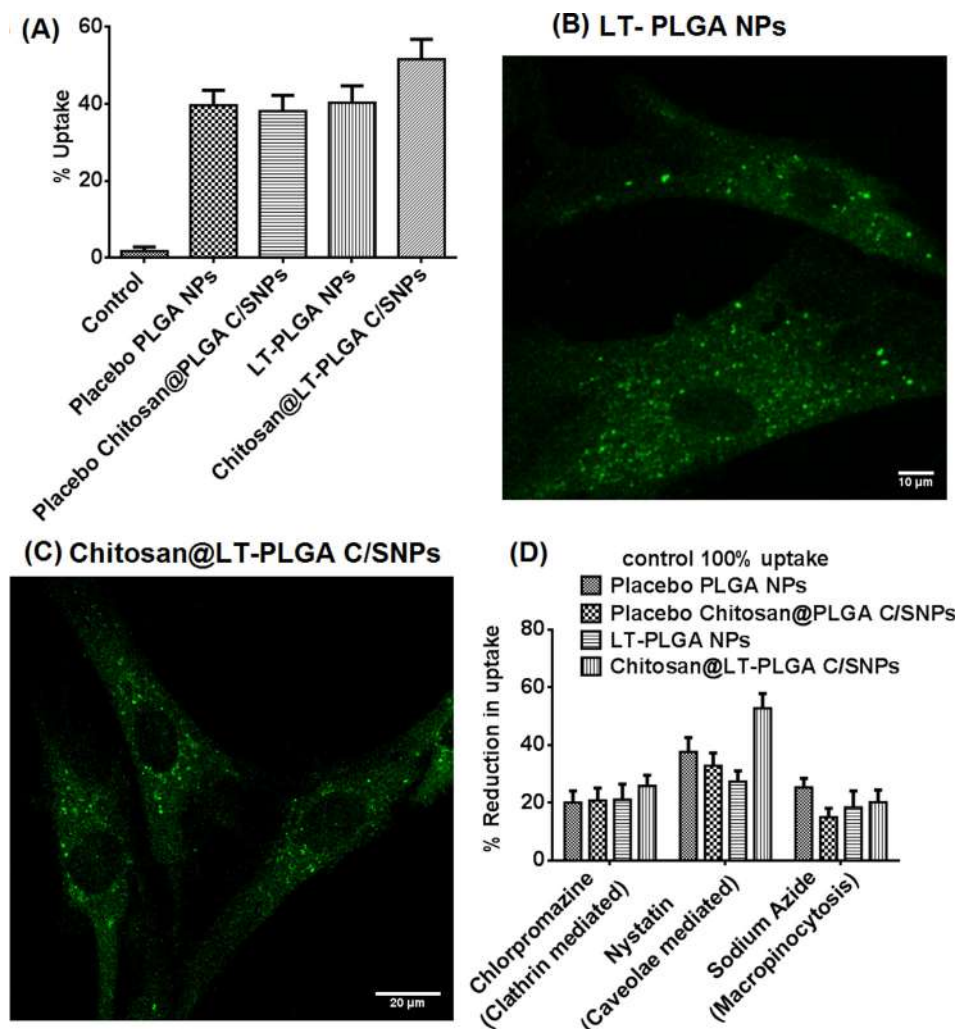 (A)
60
40
20
0
% Uptake
Control
Placebo PLGA NPs
Placebo Chitosan@PLGA C/SNPs
LT-PLGA NPs
Chitosan@LT-PLGA C/SNPs
(B) LT- PLGA NPs
10 µm
(C) Chitosan@LT-PLGA C/SNPs
20 µm
(D)
control 100% uptake
Placebo PLGA NPs
Placebo Chitosan@PLGA C/SNPs
LT-PLGA NPs
Chitosan@LT-PLGA C/SNPs
80
60
40
20
0
% Reduction in uptake
Chlorpromazine
(Clathrin mediated)
Nystatin
(Caveolae mediated)
Sodium Azide
(Macropinocytosis)